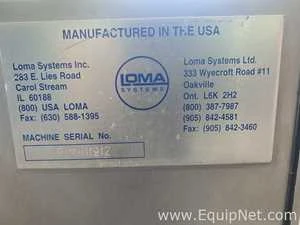 MANUFACTURED IN THE USA
Loma Systems Inc.
283 E. Lies Road
Carol Stream
IL 60188
(800) USA LOMA
Fax: (630) 588-1395
LOMA
SYSTEMS
Loma Systems Ltd.
333 Wyecroft Road #11
Oakville
Ont. L6K 2H2
(800) 387-7987
(905) 842-4581
Fax: (905) 842-3460
MACHINE SERIAL No.
www.EquipNet.com